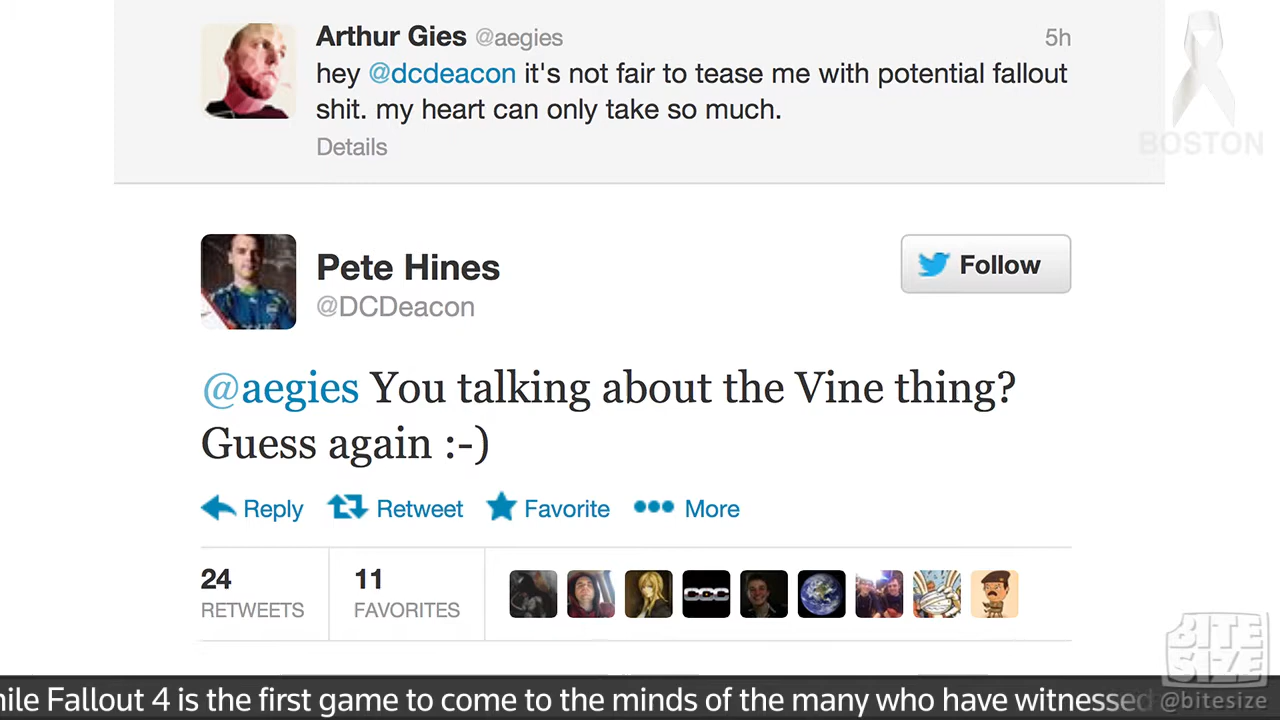 Arthur Gies @aegies 5h
hey @dcdeacon it's not fair to tease me with potential fallout
shit. my heart can only take so much.
Details
BOSTON
Pete Hines
@DCDeacon
Follow
@aegies You talking about the Vine thing?
Guess again :-)
Reply Retweet Favorite More
24 11
RETWEETS FAVORITES
COC
BITE
SIZE
ile Fallout 4 is the first game to come to the minds of the many who have witnessed
@bitesize